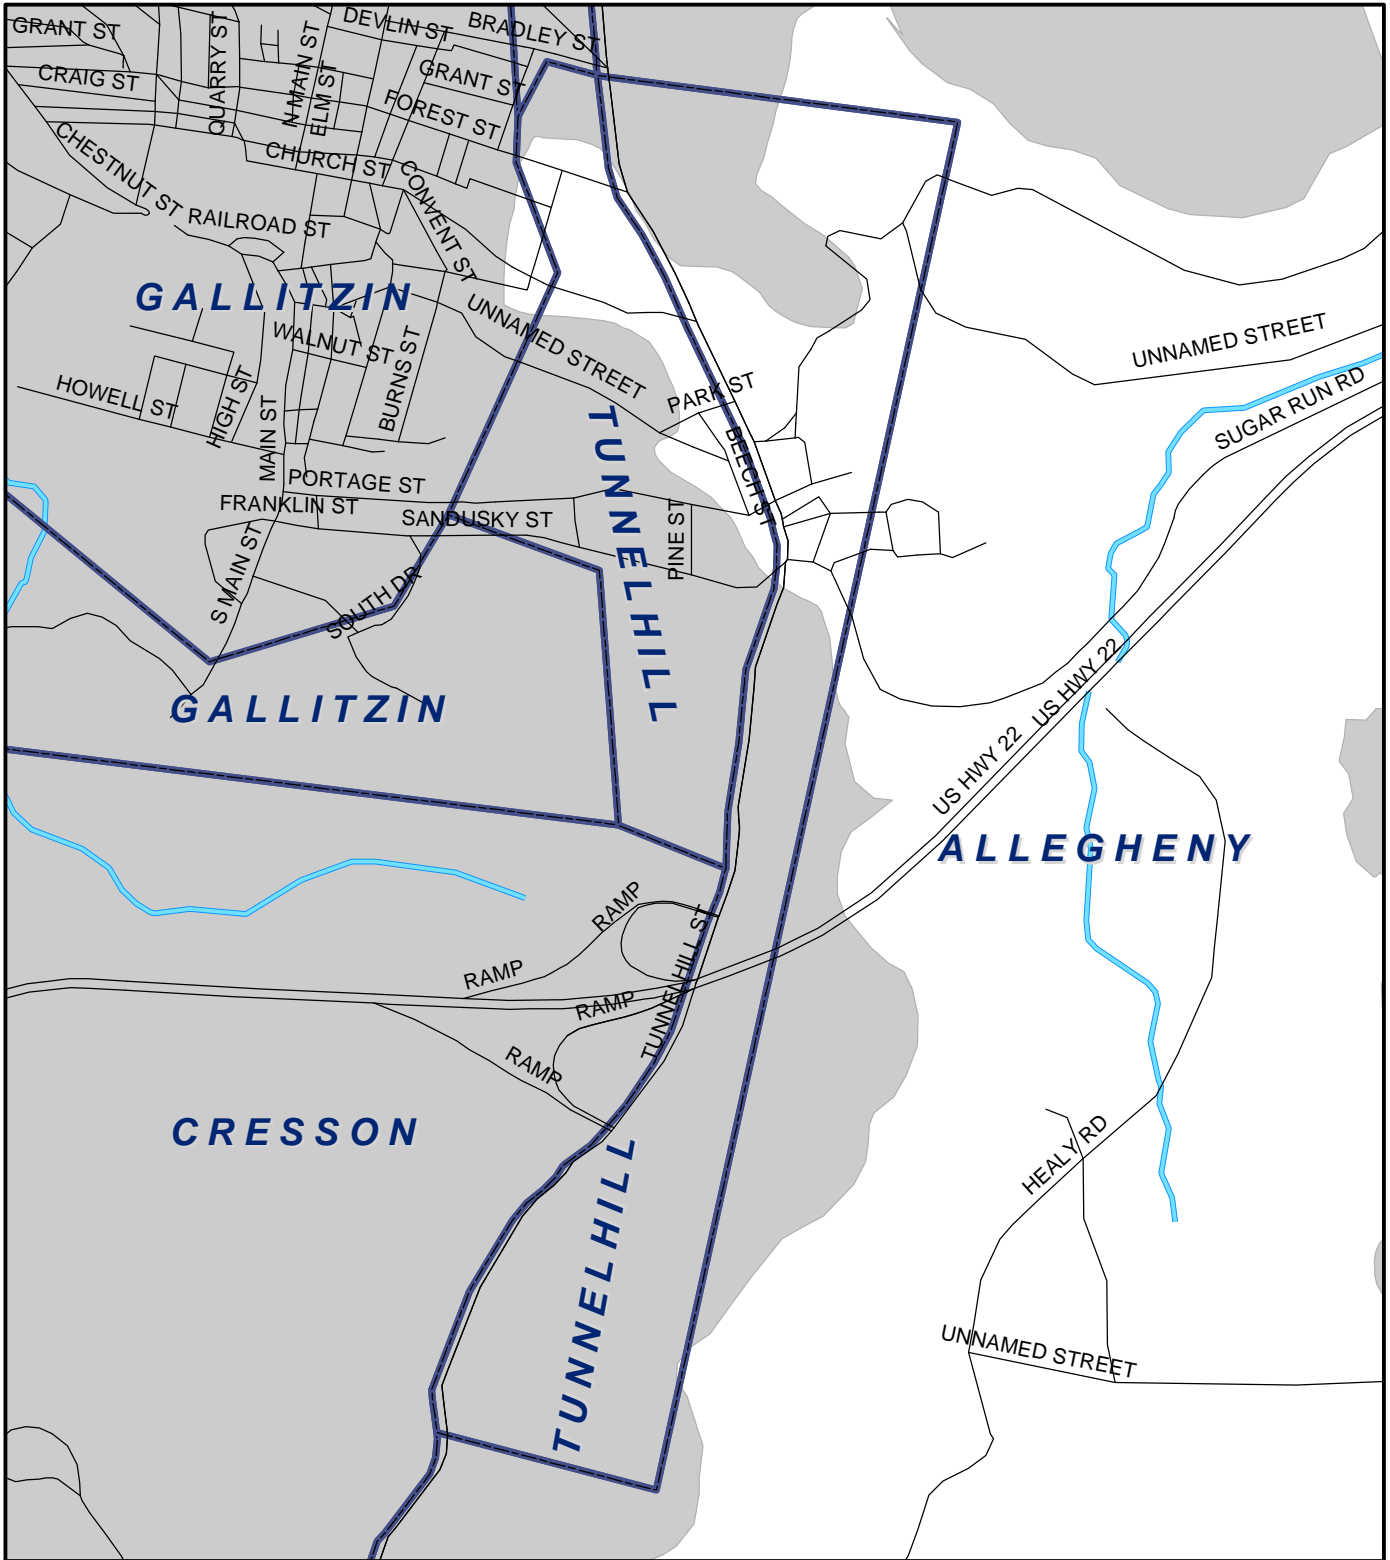 GRANT ST
DEVLIN ST
BRADLEY ST
QUARRY ST
N MAIN ST
CRAIG ST
ELM ST
GRANT ST
FOREST ST
CHESTNUT ST
CHURCH ST
CONVENT ST
RAILROAD ST
GALLITZIN
UNNAMED STREET
UNNAMED STREET
WALNUT ST
BURNS ST
HOWELL ST
HIGH ST
MAIN ST
PARK ST
SUGAR RUN RD
TUNNELHILL
BEECH ST
PORTAGE ST
FRANKLIN ST
SANDUSKY ST
PINE ST
S MAIN ST
SOUTH DR
GALLITZIN
US HWY 22
US HWY 22
ALLEGHENY
RAMP
TUNNELHILL ST
RAMP
RAMP
RAMP
CRESSON
HEALY RD
TUNNELHILL
UNNAMED STREET